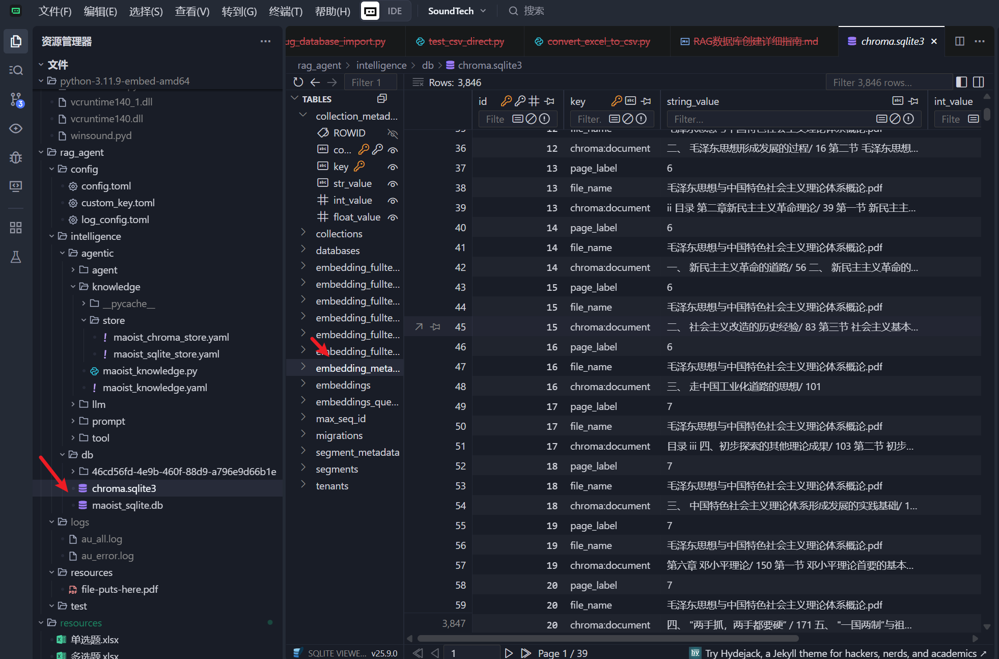 文件(F) 编辑(E) 选择(S) 查看(V) 转到(G) 终端(T) 帮助(H) IDE SoundTech 搜索
资源管理器
文件
python-3.11.9-embed-amd64
vcruntime140_1.dll
vcruntime140.dll
winsound.pyd
rag_agent
config
config.toml
custom_key.toml
log_config.toml
intelligence
agentic
agent
knowledge
__pycache__
store
maoist_chroma_store.yaml
maoist_sqlite_store.yaml
maoist_knowledge.py
maoist_knowledge.yaml
llm
prompt
tool
db
46cd56fd-4e9b-460f-88d9-a796e9d66b1e
chroma.sqlite3
maoist_sqlite.db
logs
au_all.log
au_error.log
resources
file-puts-here.pdf
test
resources
单选题.xlsx
多选题.xlsx
3
ug_database_import.py test_csv_direct.py convert_excel_to_csv.py RAG数据库创建详细指南.md chroma.sqlite3
rag_agent > intelligence > db > chroma.sqlite3
Filter 1 Rows: 3,846 Filter 3,846 rows...
TABLES
collection_metad...
ROWID
co...
key
str_value
int_value
float_value
collections
databases
embedding_fullte...
embedding_fullte...
embedding_fullte...
embedding_fullte...
embedding_fullte...
embedding_fullte...
embedding_meta...
embeddings
embeddings_que...
max_seq_id
migrations
segment_metadata
segments
tenants
SQLITE VIEWE... v25.9.0
id key string_value int_value
Filte Filter. Filter... Filte
35 12 file_name 毛泽东思想与中国特色社会主义理论体系概论.pdf
36 12 chroma:document 二、 毛泽东思想形成发展的过程/ 16 第二节 毛泽东思想...
37 13 page_label 6
38 13 file_name 毛泽东思想与中国特色社会主义理论体系概论.pdf
39 13 chroma:document ii 目录 第二章新民主主义革命理论/ 39 第一节 新民主主...
40 14 page_label 6
41 14 file_name 毛泽东思想与中国特色社会主义理论体系概论.pdf
42 14 chroma:document 一、 新民主主义革命的道路/ 56 二、 新民主主义革命的...
43 15 page_label 6
44 15 file_name 毛泽东思想与中国特色社会主义理论体系概论.pdf
45 15 chroma:document 二、 社会主义改造的历史经验/ 83 第三节 社会主义基本...
46 16 page_label 6
47 16 file_name 毛泽东思想与中国特色社会主义理论体系概论.pdf
48 16 chroma:document 三、 走中国工业化道路的思想/ 101
49 17 page_label 7
50 17 file_name 毛泽东思想与中国特色社会主义理论体系概论.pdf
51 17 chroma:document 目录 iii 四、初步探索的其他理论成果/ 103 第二节 初步...
52 18 page_label 7
53 18 file_name 毛泽东思想与中国特色社会主义理论体系概论.pdf
54 18 chroma:document 三、 中国特色社会主义理论体系形成发展的实践基础/ 1...
55 19 page_label 7
56 19 file_name 毛泽东思想与中国特色社会主义理论体系概论.pdf
57 19 chroma:document 第六章 邓小平理论/ 150 第一节 邓小平理论首要的基本...
58 20 page_label 7
59 20 file_name 毛泽东思想与中国特色社会主义理论体系概论.pdf
3,847 20 chroma:document 四、 "两手抓，两手都要硬" / 171 五、 "一国两制"与祖...
1 Page 1 / 39 hy Try Hydejack, a Jekyll theme for hackers, nerds, and academics ↗